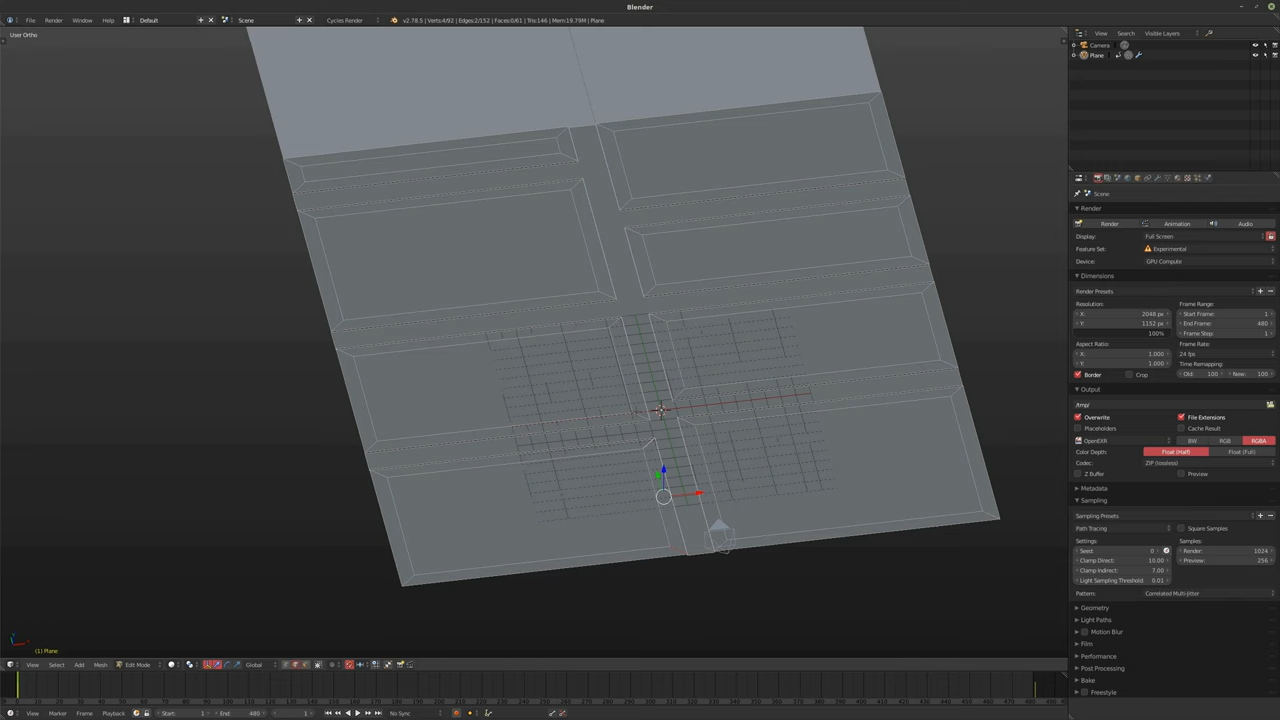 Blender
File Render Window Help Default Scene Cycles Render v2.78.5 | Verts:4/92 | Edges:2/152 | Faces:0/61 | Tris:146 | Mem:19.79M | Plane
User Ortho
View Search Visible Layers
Camera
Plane
Scene
Render
Render Animation Audio
Display: Full Screen
Feature Set: Experimental
Device: GPU Compute
Dimensions
Render Presets
Resolution: Frame Range:
X: 2048 px Start Frame: 1
Y: 1152 px End Frame: 480
100% Frame Step: 1
Aspect Ratio: Frame Rate:
X: 1.000 24 fps
Y: 1.000 Time Remapping:
Border Crop Old: 100 New: 100
Output
/tmp/
Overwrite File Extensions
Placeholders Cache Result
OpenEXR BW RGB RGBA
Color Depth: Float (Half) Float (Full)
Codec: ZIP (lossless)
Z Buffer Preview
Metadata
Sampling
Sampling Presets
Path Tracing Square Samples
Settings: Samples:
Seed: 0 Render: 1024
Clamp Direct: 10.00 Preview: 256
Clamp Indirect: 7.00
Light Sampling Threshold: 0.01
Pattern: Correlated Multi-Jitter
Geometry
Light Paths
Motion Blur
Film
Performance
Post Processing
Bake
Freestyle
(1) Plane
View Select Add Mesh Edit Mode Global
View Marker Frame Playback Start: 1 End: 480 1 No Sync